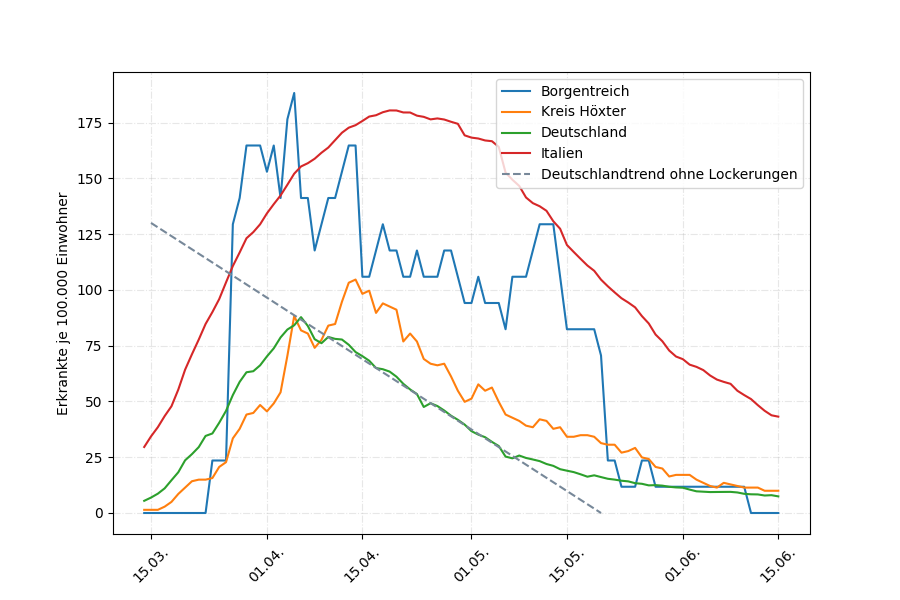 Borgentreich
Kreis Höxter
Deutschland
Italien
Deutschlandtrend ohne Lockerungen
Erkrankte je 100.000 Einwohner
175
150
125
100
75
50
25
0
15.03.
01.04.
15.04.
01.05.
15.05.
01.06.
15.06.